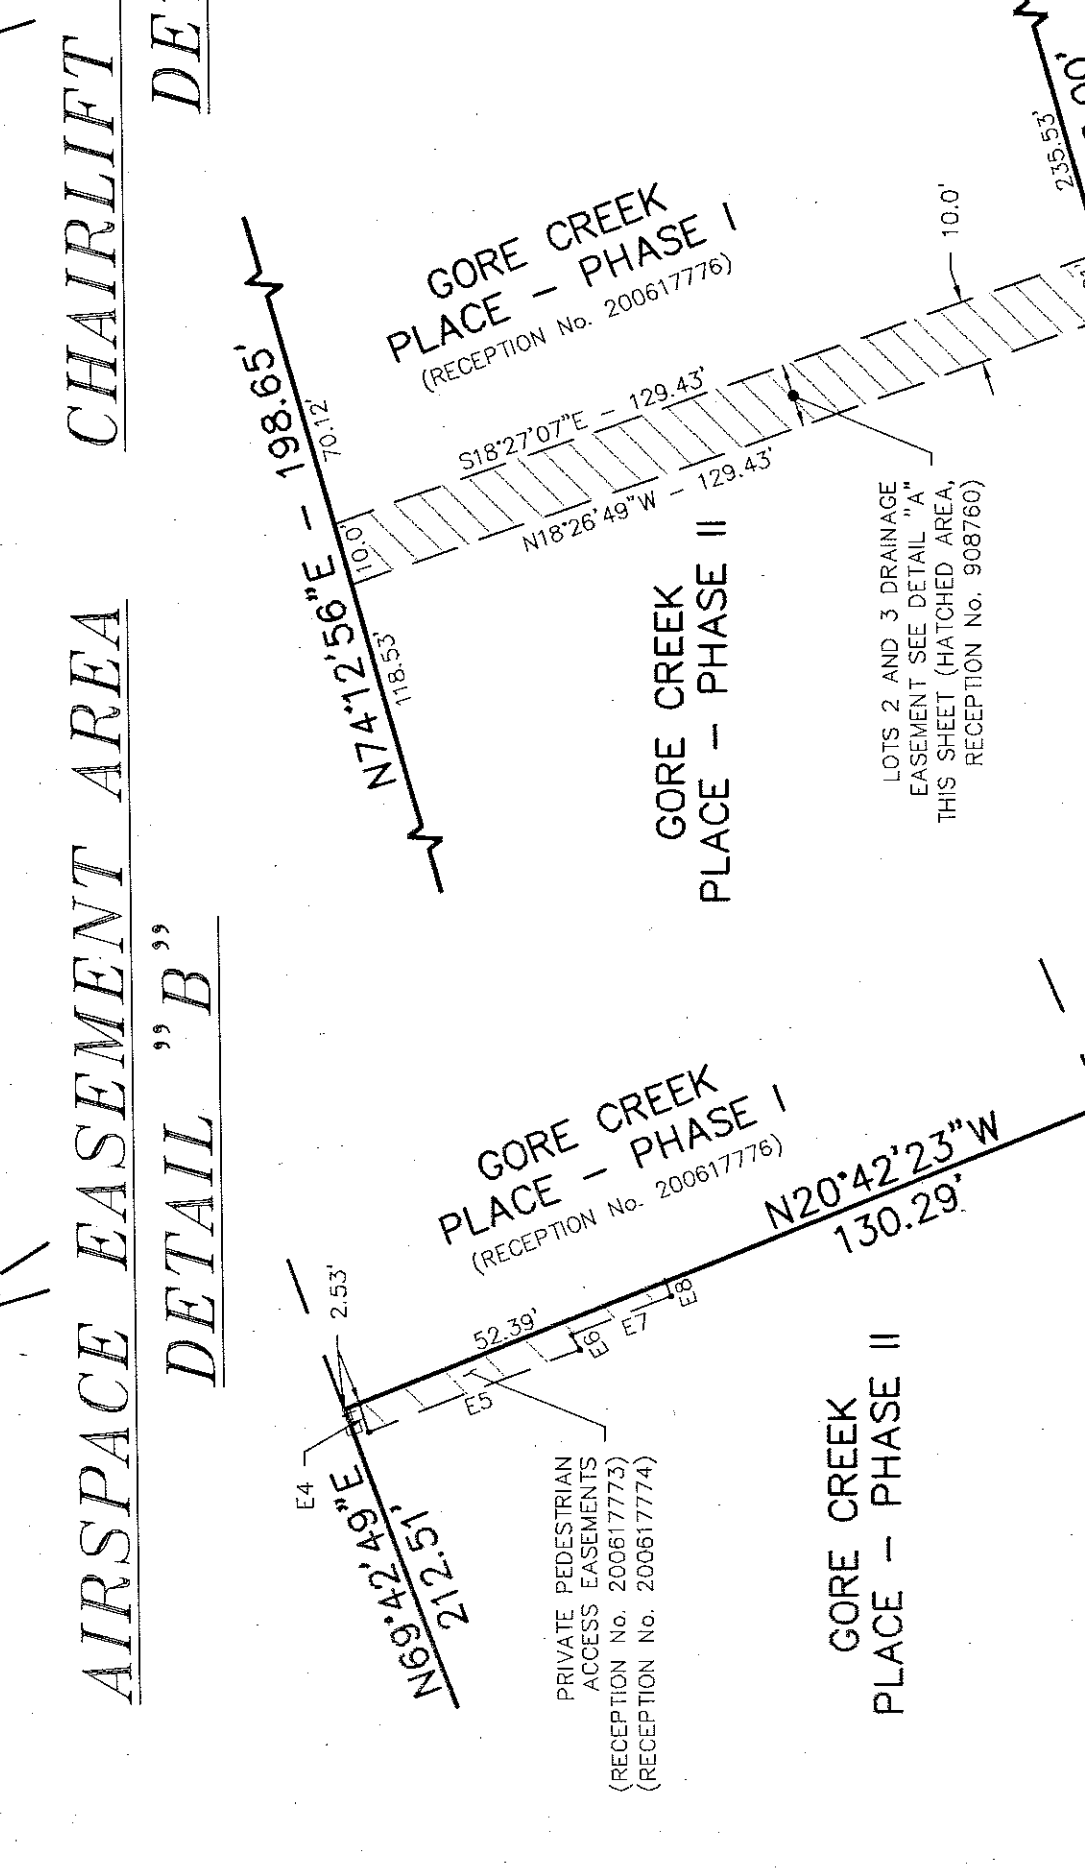 AIRSPACE EASEMENT AREA
DETAIL "B"
CHAIRLIFT
N69°42'49"E
212.51'
E4
2.53'
52.39'
E5
E6
E7
E8
GORE CREEK
PLACE – PHASE I
(RECEPTION No. 200617776)
N20°42'23"W
130.29'
PRIVATE PEDESTRIAN
ACCESS EASEMENTS
(RECEPTION No. 200617773)
(RECEPTION No. 200617774)
GORE CREEK
PLACE – PHASE II
N74°12'56"E – 198.65'
118.53'
10.0'
70.12'
GORE CREEK
PLACE – PHASE I
(RECEPTION No. 200617776)
S18°27'07"E – 129.43'
N18°26'49"W – 129.43'
GORE CREEK
PLACE – PHASE II
10.0'
235.53'
LOTS 2 AND 3 DRAINAGE
EASEMENT SEE DETAIL "A"
THIS SHEET (HATCHED AREA,
RECEPTION No. 908760)